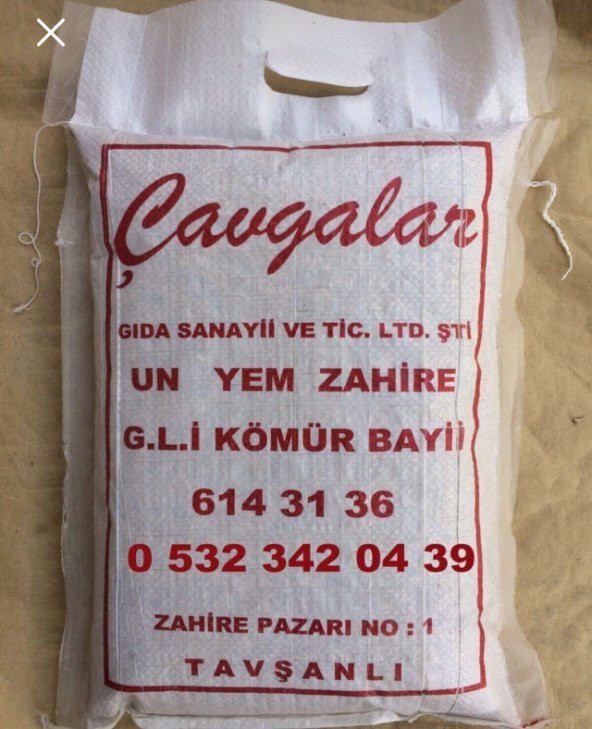 Çavgalar
GIDA SANAYİİ VE TİC. LTD. ŞTİ
UN YEM ZAHİRE
G.L.İ KÖMÜR BAYİİ
614 31 36
0 532 342 04 39
ZAHİRE PAZARI NO : 1
TAVŞANLI